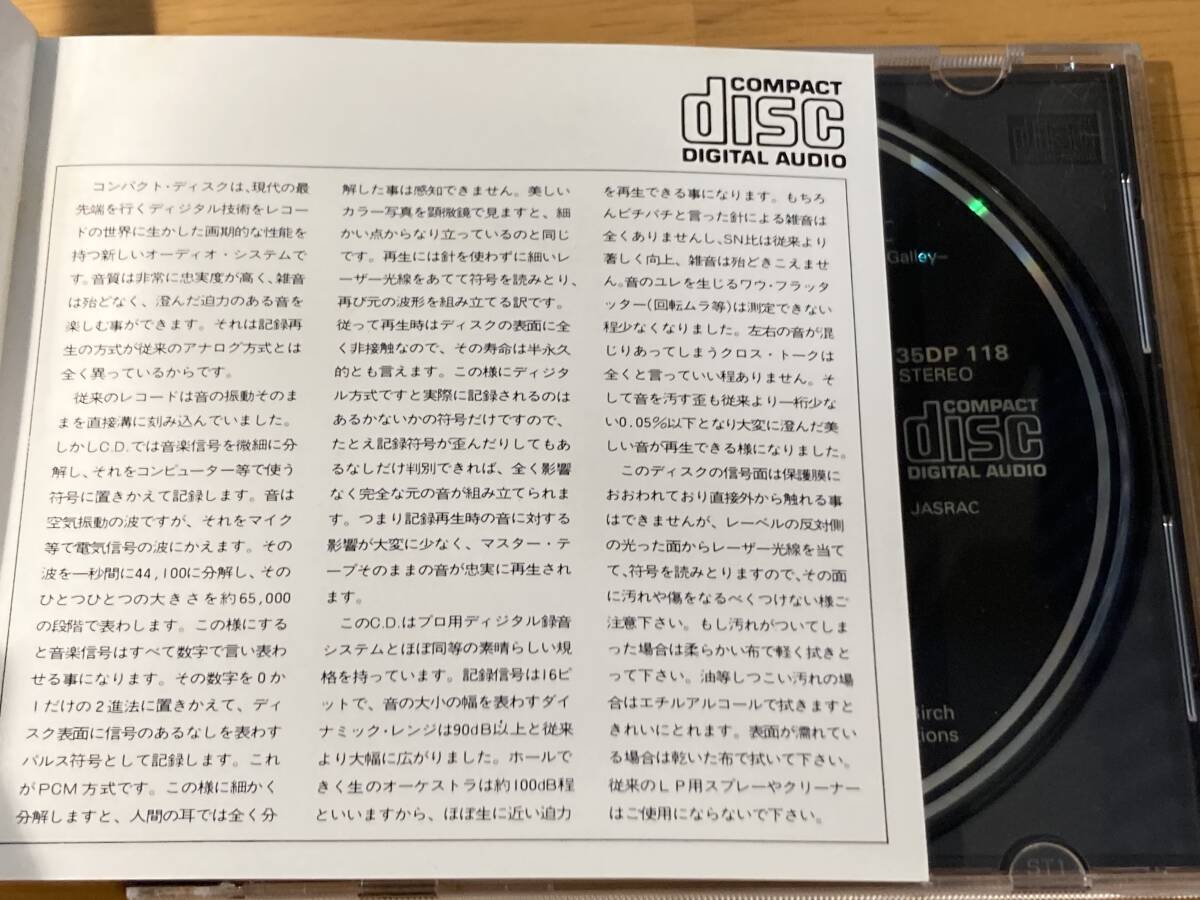 COMPACT
disc
DIGITAL AUDIO
コンパクト・ディスクは、現代の最
先端を行くディジタル技術をレコー
ドの世界に生かした画期的な性能を
持つ新しいオーディオ・システムで
す。音質は非常に忠実度が高く、雑音
は殆どなく、澄んだ迫力のある音を
楽しむ事ができます。それは記録再
生の方式が従来のアナログ方式とは
全く異っているからです。
従来のレコードは音の振動そのま
まを直接溝に刻み込んでいました。
しかしC.D.では音楽信号を微細に分
解し、それをコンピューター等で使う
符号に置きかえて記録します。音は
空気振動の波ですが、それをマイク
等で電気信号の波にかえます。その
波を一秒間に44,100に分解し、その
ひとつひとつの大きさを約65,000
の段階で表わします。この様にする
と音楽信号はすべて数字で言い表わ
せる事になります。その数字を0か
1だけの2進法に置きかえて、ディ
スク表面に信号のあるなしを表わす
パルス符号として記録します。これ
がPCM方式です。この様に細かく
分解しますと、人間の耳では全く分
解した事は感知できません。美しい
カラー写真を顕微鏡で見ますと、細
かい点からなり立っているのと同じ
です。再生には針を使わずに細いレ
ーザー光線をあてて符号を読みとり、
再び元の波形を組み立てる訳です。
従って再生時はディスクの表面に全
く非接触なので、その寿命は半永久
的とも言えます。この様にディジタ
ル方式ですと実際に記録されるのは
あるかないかの符号だけですので、
たとえ記録符号が歪んだりしてもあ
るなしだけ判別できれば、全く影響
なく完全な元の音が組み立てられま
す。つまり記録再生時の音に対する
影響が大変に少なく、マスター・テ
ープそのままの音が忠実に再生され
ます。
このC.D.はプロ用ディジタル録音
システムとほぼ同等の素晴らしい規
格を持っています。記録信号は16ビ
ットで、音の大小の幅を表わすダイ
ナミック・レンジは90dB以上と従来
より大幅に広がりました。ホールで
きく生のオーケストラは約100dB程
といいますから、ほぼ生に近い迫力
を再生できる事になります。もちろ
んピチパチと言った針による雑音は
全くありませんし、SN比は従来より
著しく向上、雑音は殆どきこえませ
ん。音のユレを生じるワウ・フラッタ
ッター(回転ムラ等)は測定できない
程少なくなりました。左右の音が混
じりあってしまうクロス・トークは
全くと言っていい程ありません。そ
して音を汚す歪も従来より一桁少な
い0.05%以下となり大変に澄んだ美
しい音が再生できる様になりました。
このディスクの信号面は保護膜に
おおわれており直接外から触れる事
はできませんが、レーベルの反対側
の光った面からレーザー光線を当て
て、符号を読みとりますので、その面
に汚れや傷をなるべくつけない様ご
注意下さい。もし汚れがついてしま
った場合は柔らかい布で軽く拭きと
って下さい。油等しつこい汚れの場
合はエチルアルコールで拭きますと
きれいにとれます。表面が濡れてい
る場合は乾いた布で拭いて下さい。
従来のLP用スプレーやクリーナー
はご使用にならないで下さい。
Galley–
35DP 118
STEREO
COMPACT
disc
DIGITAL AUDIO
JASRAC
Birch
tions
ST1